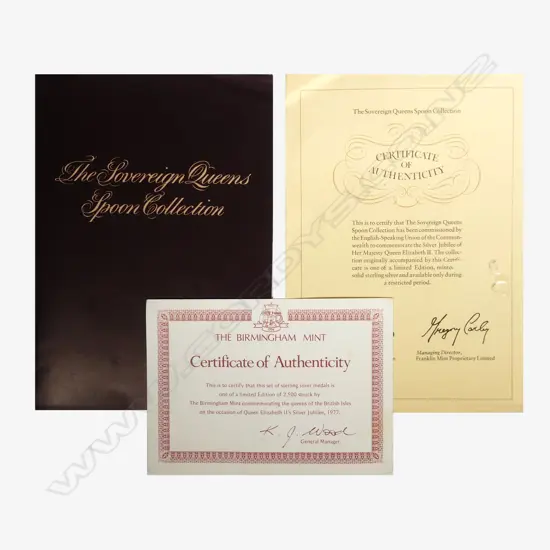 The Sovereign Queens
Spoon Collection
The Sovereign Queens Spoon Collection
CERTIFICATE
OF
AUTHENTICITY
This is to certify that The Sovereign Queens
Spoon Collection has been commissioned by
the English-Speaking Union of the Common-
wealth to commemorate the Silver Jubilee of
Her Majesty Queen Elizabeth II. The collec-
tion originally accompanied by this Certifi-
cate is one of a limited Edition, minted in
solid sterling silver and available only during
a restricted period.
Gregory Carley
Managing Director,
Franklin Mint Proprietary Limited
THE BIRMINGHAM MINT
Certificate of Authenticity
This is to certify that this set of sterling silver medals is
one of a limited Edition of 2,500 struck by
The Birmingham Mint commemorating the queens of the British Isles
on the occasion of Queen Elizabeth II'S Silver Jubilee, 1977.
K. J. Wood
General Manager.